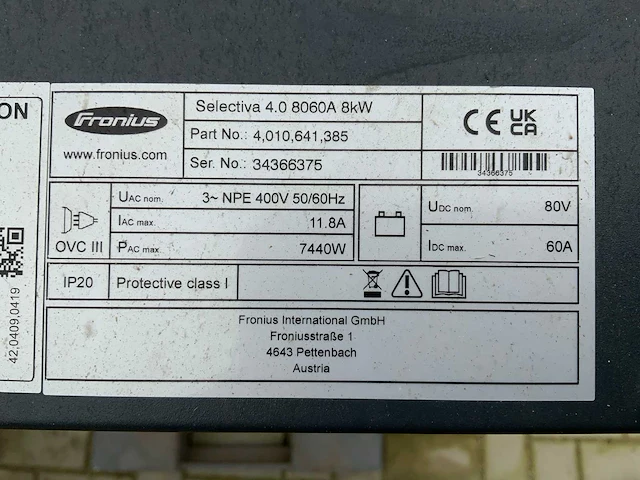 ON
42,0409,0419
Fronius
www.fronius.com
Selectiva 4.0 8060A 8kW
Part No.: 4,010,641,385
Ser. No.: 34366375
CE UK CA
34366375
OVC III
UAC nom. 3~ NPE 400V 50/60Hz
IAC max. 11.8A
PAC max. 7440W
UDC nom. 80V
IDC max. 60A
IP20 Protective class I
Fronius International GmbH
Froniusstraße 1
4643 Pettenbach
Austria